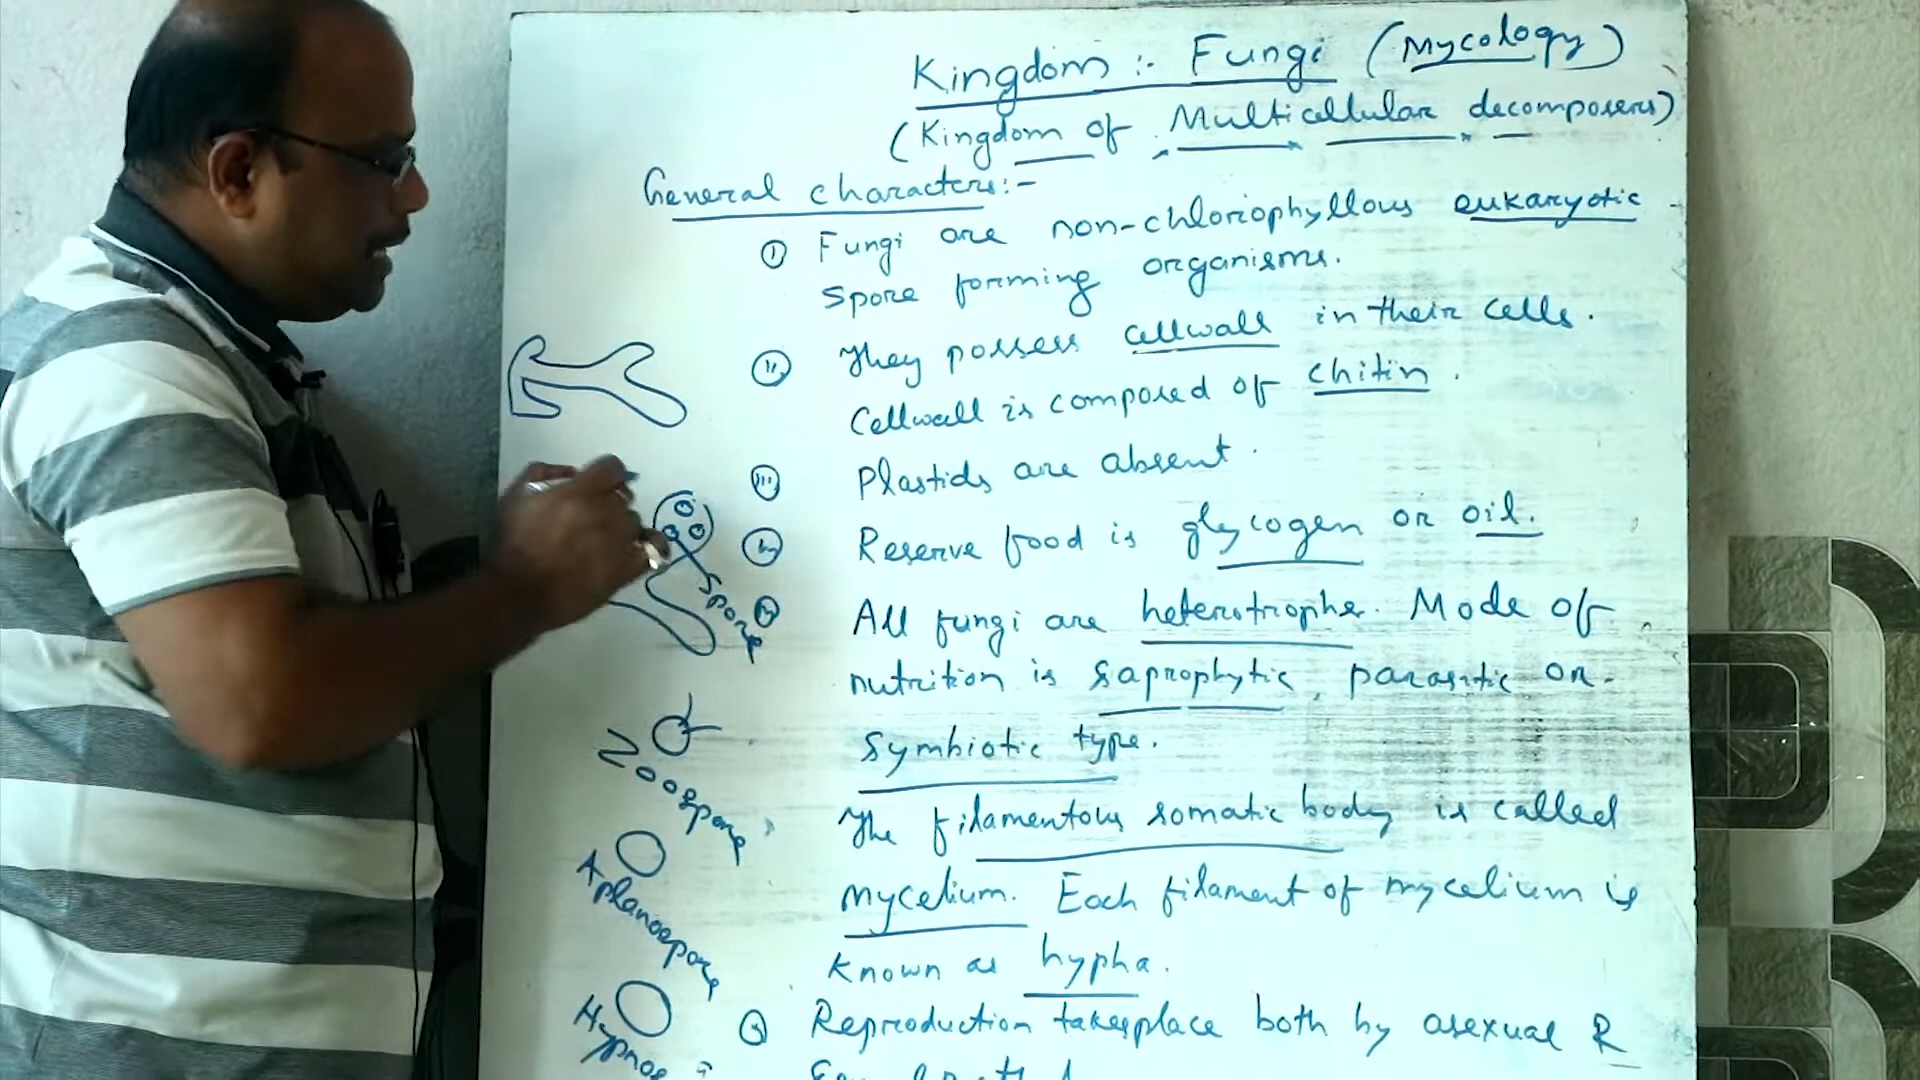 Kingdom :- Fungi (Mycology)
(Kingdom of Multicellular decomposers)
General characters:-
(i) Fungi are non-chlorophyllous eukaryotic
spore forming organisms.
(ii) They possess cellwall in their cells.
Cellwall is composed of chitin.
(iii) Plastids are absent.
(iv) Reserve food is glycogen or oil.
(v) All fungi are heterotrophs. Mode of
nutrition is saprophytic, parasitic or
symbiotic type.
The filamentous somatic body is called
mycelium. Each filament of mycelium is
known as hypha.
Reproduction takesplace both by asexual &
Spore
Zoospore
Aplanospore